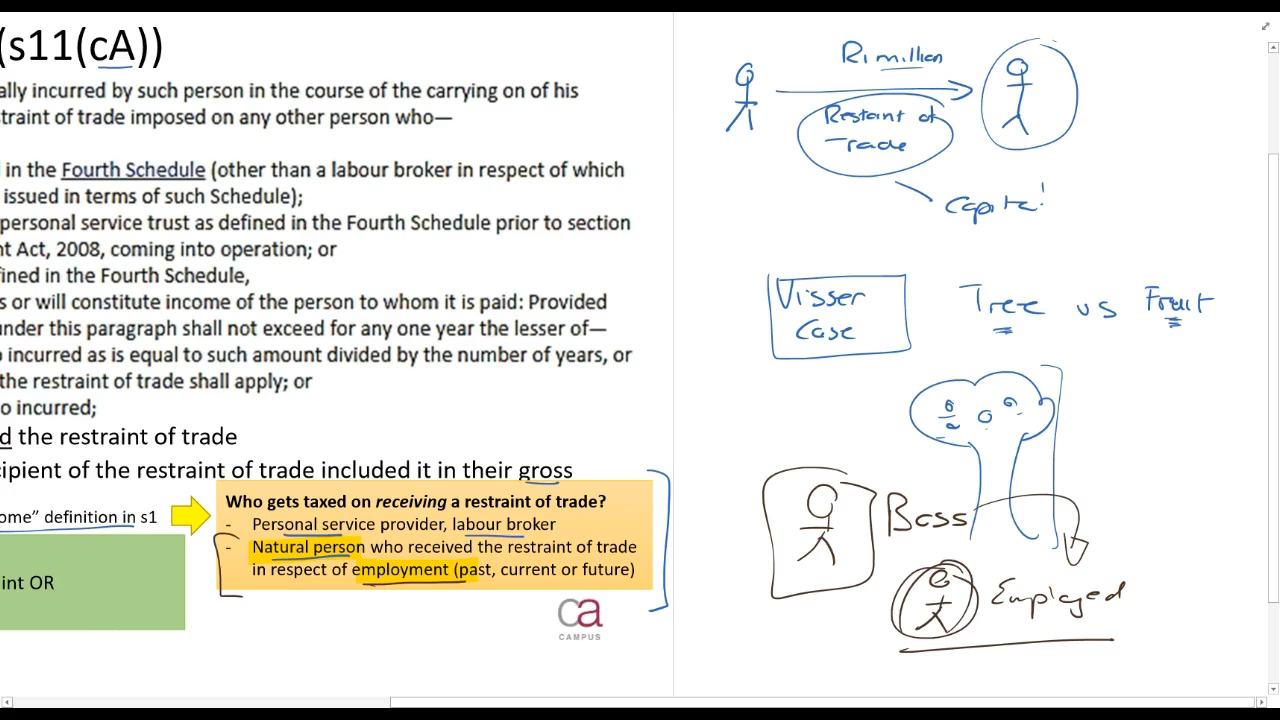 (s11(cA))
ally incurred by such person in the course of the carrying on of his
straint of trade imposed on any other person who—
l in the Fourth Schedule (other than a labour broker in respect of which
issued in terms of such Schedule);
personal service trust as defined in the Fourth Schedule prior to section
nt Act, 2008, coming into operation; or
fined in the Fourth Schedule,
s or will constitute income of the person to whom it is paid: Provided
under this paragraph shall not exceed for any one year the lesser of—
o incurred as is equal to such amount divided by the number of years, or
the restraint of trade shall apply; or
o incurred;
d the restraint of trade
cipient of the restraint of trade included it in their gross
ome” definition in s1
int OR
Who gets taxed on receiving a restraint of trade?
- Personal service provider, labour broker
- Natural person who received the restraint of trade
in respect of employment (past, current or future)
ca
CAMPUS
R1 million
Restaint of
Trade
Capital
Visser
Case
Tree vs Fruit
Boss
Employed